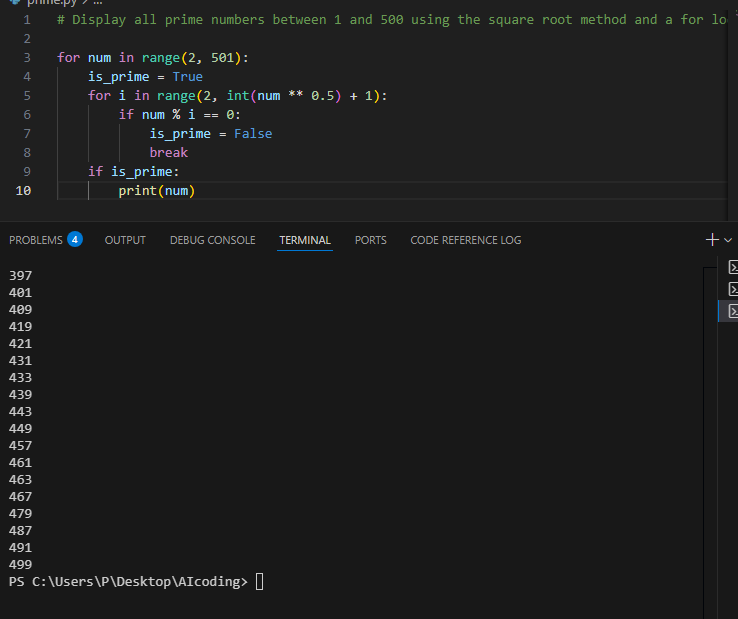 prime.py > ...
1 # Display all prime numbers between 1 and 500 using the square root method and a for lo
2
3 for num in range(2, 501):
4     is_prime = True
5     for i in range(2, int(num ** 0.5) + 1):
6         if num % i == 0:
7             is_prime = False
8             break
9     if is_prime:
10         print(num)
PROBLEMS 4 OUTPUT DEBUG CONSOLE TERMINAL PORTS CODE REFERENCE LOG
397
401
409
419
421
431
433
439
443
449
457
461
463
467
479
487
491
499
PS C:\Users\P\Desktop\AIcoding>